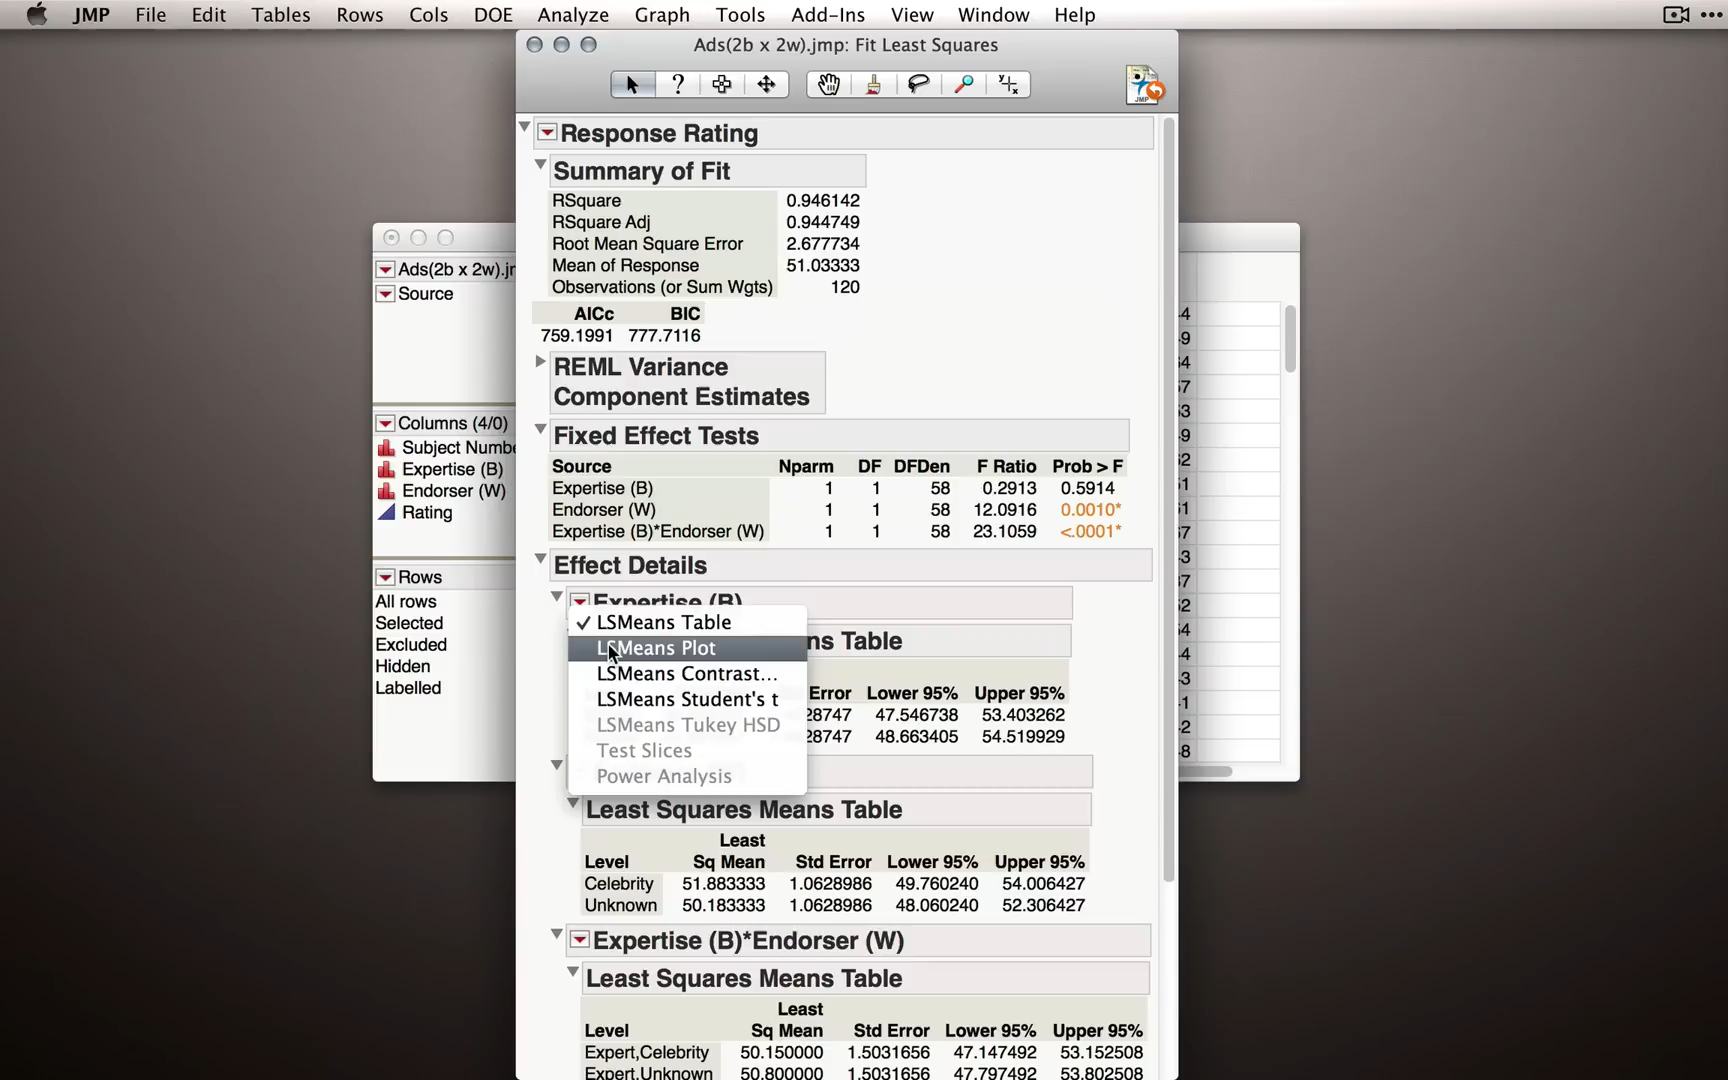 JMP File Edit Tables Rows Cols DOE Analyze Graph Tools Add-Ins View Window Help
Ads(2b x 2w).jmp: Fit Least Squares
Response Rating
Summary of Fit
RSquare 0.946142
RSquare Adj 0.944749
Root Mean Square Error 2.677734
Mean of Response 51.03333
Observations (or Sum Wgts) 120
AICc BIC
759.1991 777.7116
REML Variance
Component Estimates
Fixed Effect Tests
Source Nparm DF DFDen F Ratio Prob > F
Expertise (B) 1 1 58 0.2913 0.5914
Endorser (W) 1 1 58 12.0916 0.0010*
Expertise (B)*Endorser (W) 1 1 58 23.1059 <.0001*
Effect Details
Expertise (B)
LSMeans Table
LSMeans Plot
LSMeans Contrast...
LSMeans Student's t
LSMeans Tukey HSD
Test Slices
Power Analysis
ns Table
Error Lower 95% Upper 95%
28747 47.546738 53.403262
28747 48.663405 54.519929
Least Squares Means Table
Least
Level Sq Mean Std Error Lower 95% Upper 95%
Celebrity 51.883333 1.0628986 49.760240 54.006427
Unknown 50.183333 1.0628986 48.060240 52.306427
Expertise (B)*Endorser (W)
Least Squares Means Table
Least
Level Sq Mean Std Error Lower 95% Upper 95%
Expert,Celebrity 50.150000 1.5031656 47.147492 53.152508
Expert,Unknown 50.800000 1.5031656 47.797492 53.802508
Ads(2b x 2w).jr
Source
Columns (4/0)
Subject Numbe
Expertise (B)
Endorser (W)
Rating
Rows
All rows
Selected
Excluded
Hidden
Labelled